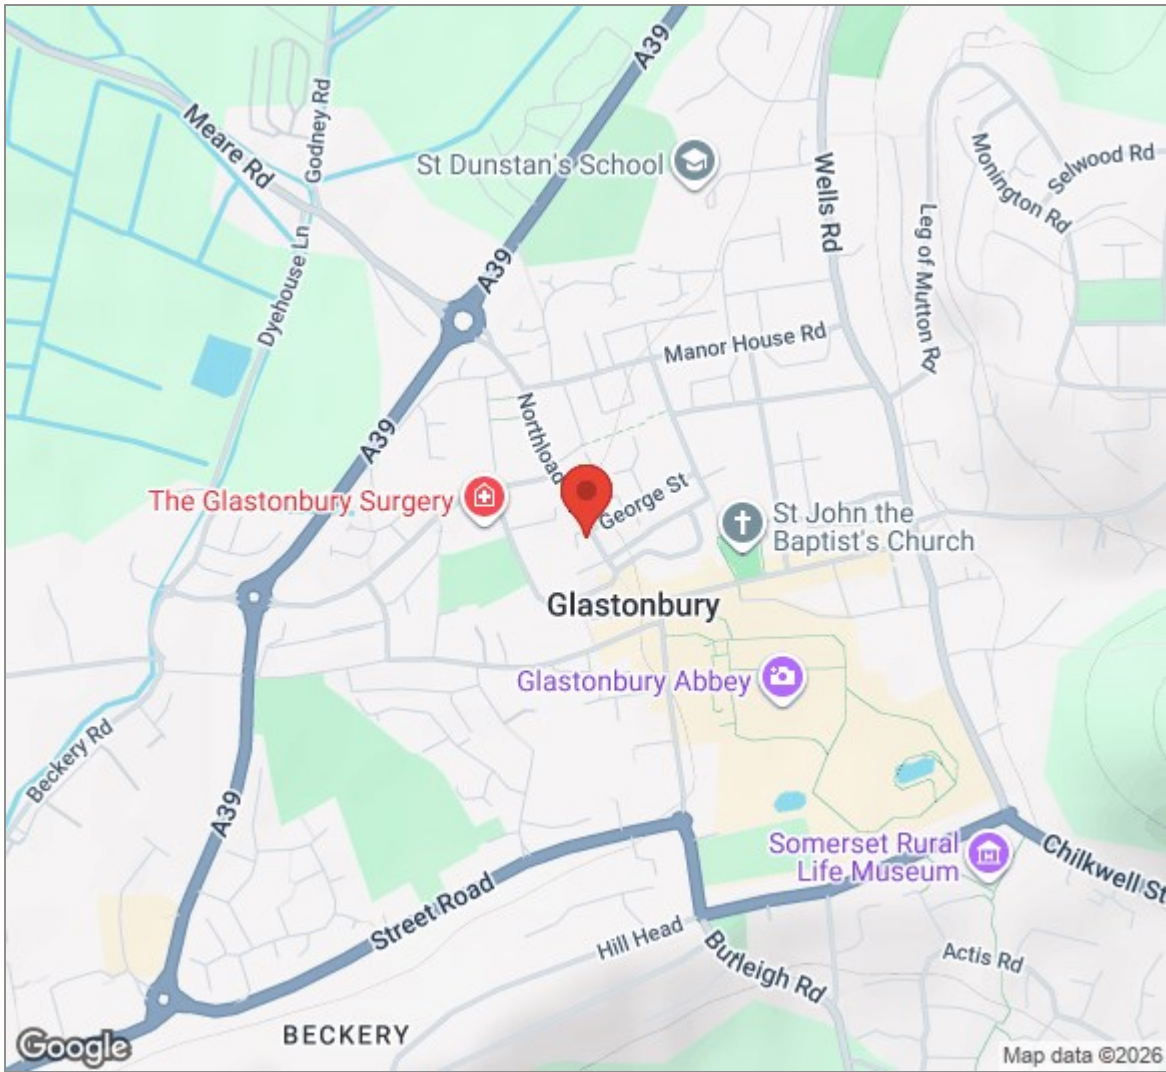 A39
Meare Rd
Godney Rd
St Dunstan's School
Wells Rd
Selwood Rd
Monington Rd
Leg of Mutton Rd
A39
Dyehouse Ln
Manor House Rd
Northload
A39
George St
The Glastonbury Surgery
St John the
Baptist's Church
Glastonbury
Glastonbury Abbey
Beckery Rd
A39
Somerset Rural
Life Museum
Chilkwell St
Street Road
Hill Head
Butleigh Rd
Actis Rd
BECKERY
Google
Map data ©2026